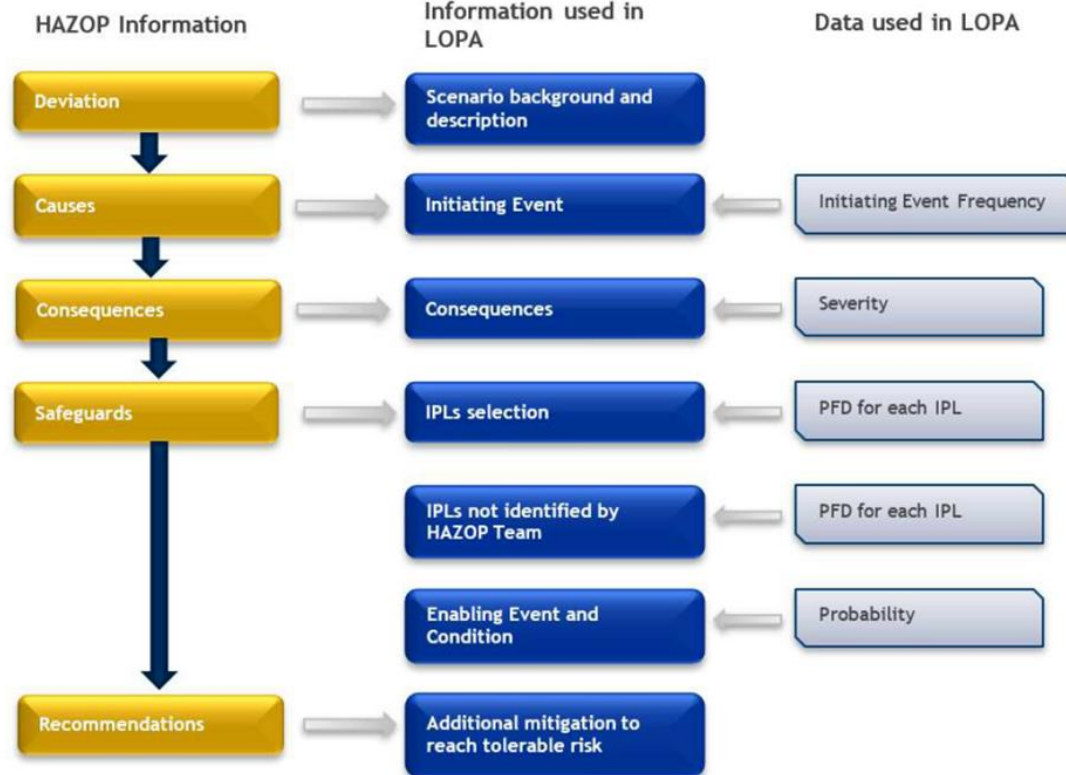 HAZOP Information
Information used in
LOPA
Data used in LOPA
Deviation
Scenario background and
description
Causes
Initiating Event
Initiating Event Frequency
Consequences
Consequences
Severity
Safeguards
IPLs selection
PFD for each IPL
IPLs not identified by
HAZOP Team
PFD for each IPL
Enabling Event and
Condition
Probability
Recommendations
Additional mitigation to
reach tolerable risk